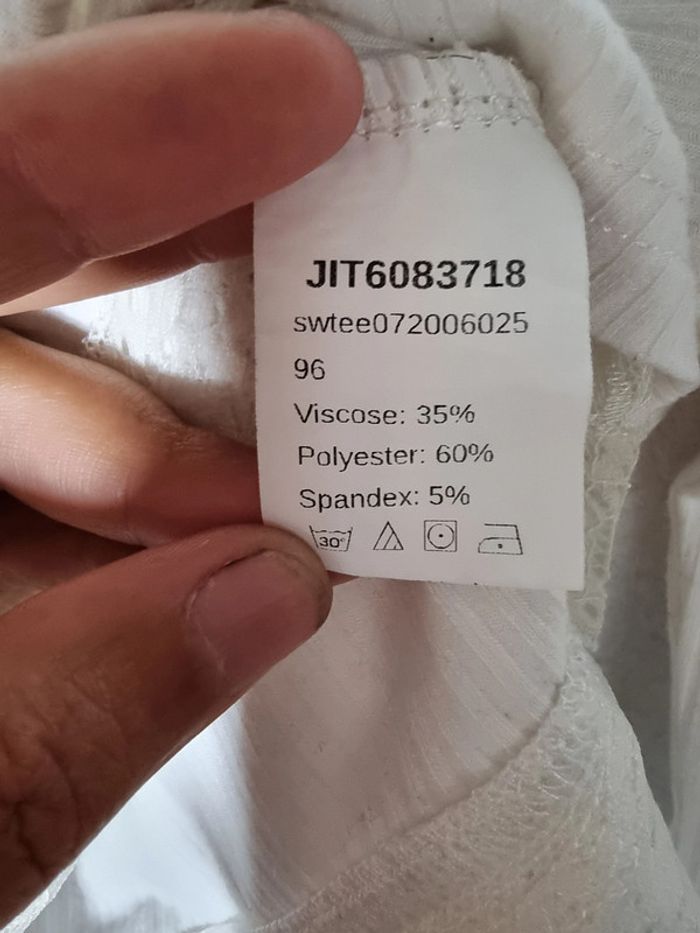 JIT6083718
swtee072006025
96
Viscose: 35%
Polyester: 60%
Spandex: 5%
30°